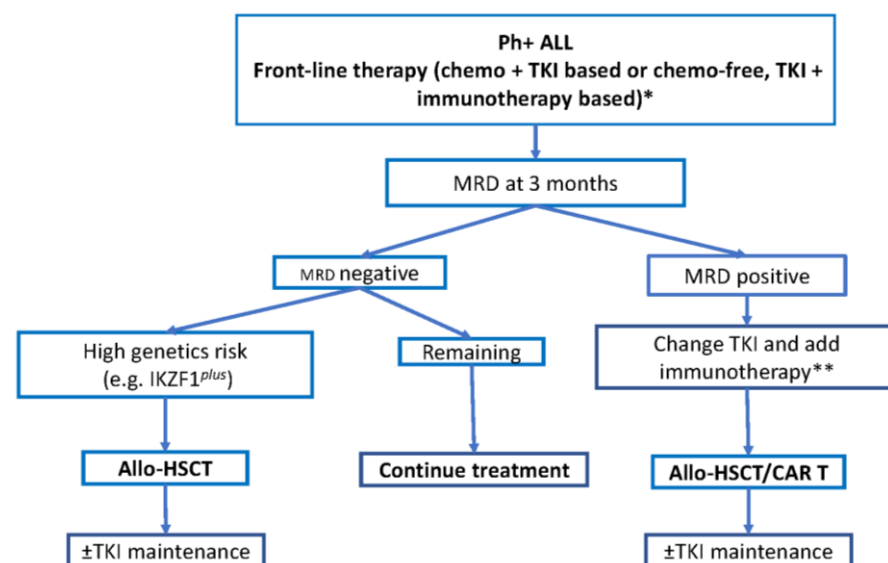 Ph+ ALL
Front-line therapy (chemo + TKI based or chemo-free, TKI +
immunotherapy based)*
MRD at 3 months
MRD negative
MRD positive
High genetics risk
(e.g. IKZF1plus)
Remaining
Change TKI and add
immunotherapy**
Allo-HSCT
Continue treatment
Allo-HSCT/CAR T
±TKI maintenance
±TKI maintenance